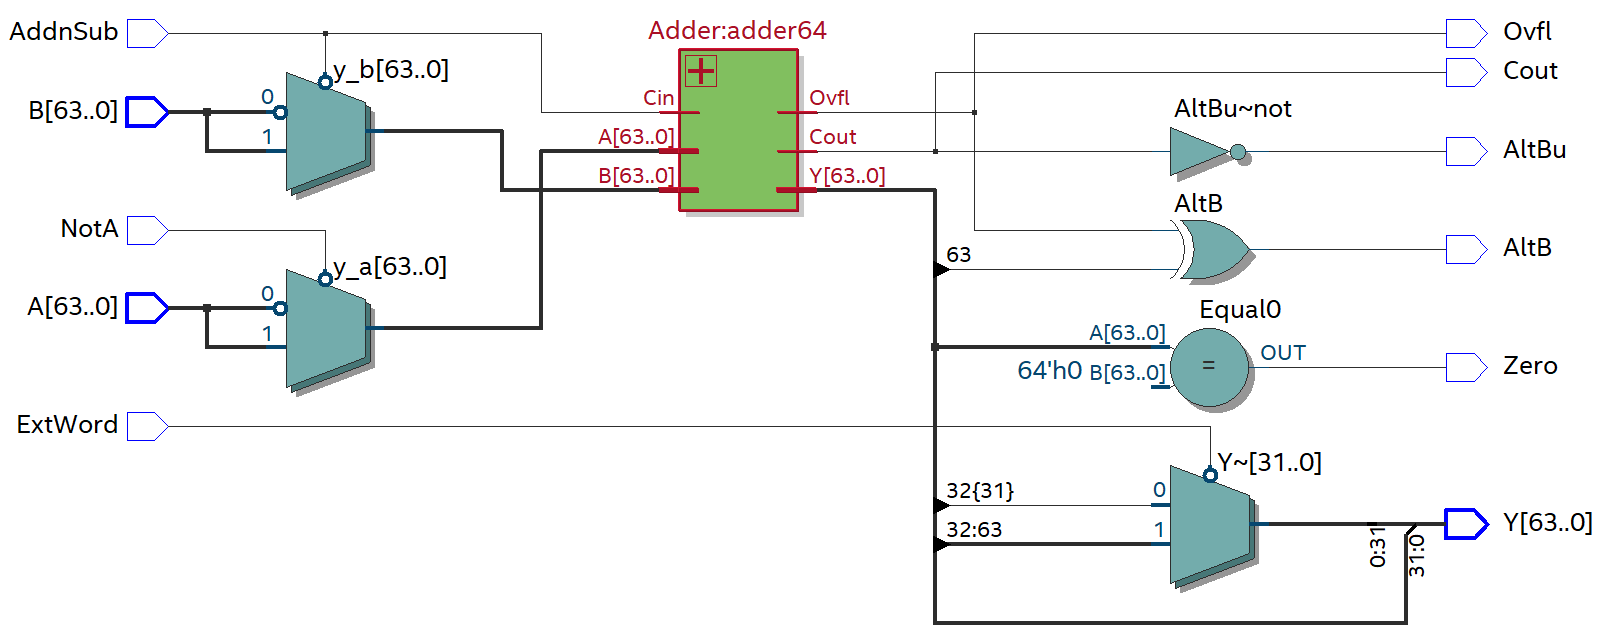 AddnSub
y_b[63..0]
B[63..0]
0
1
NotA
y_a[63..0]
A[63..0]
0
1
ExtWord
Adder:adder64
Cin
A[63..0]
B[63..0]
Ovfl
Cout
Y[63..0]
AltBu~not
AltB
63
Equal0
A[63..0]
64'h0 B[63..0]
=
OUT
Y~[31..0]
32{31}
0
32:63
1
0:31
31:0
Ovfl
Cout
AltBu
AltB
Zero
Y[63..0]